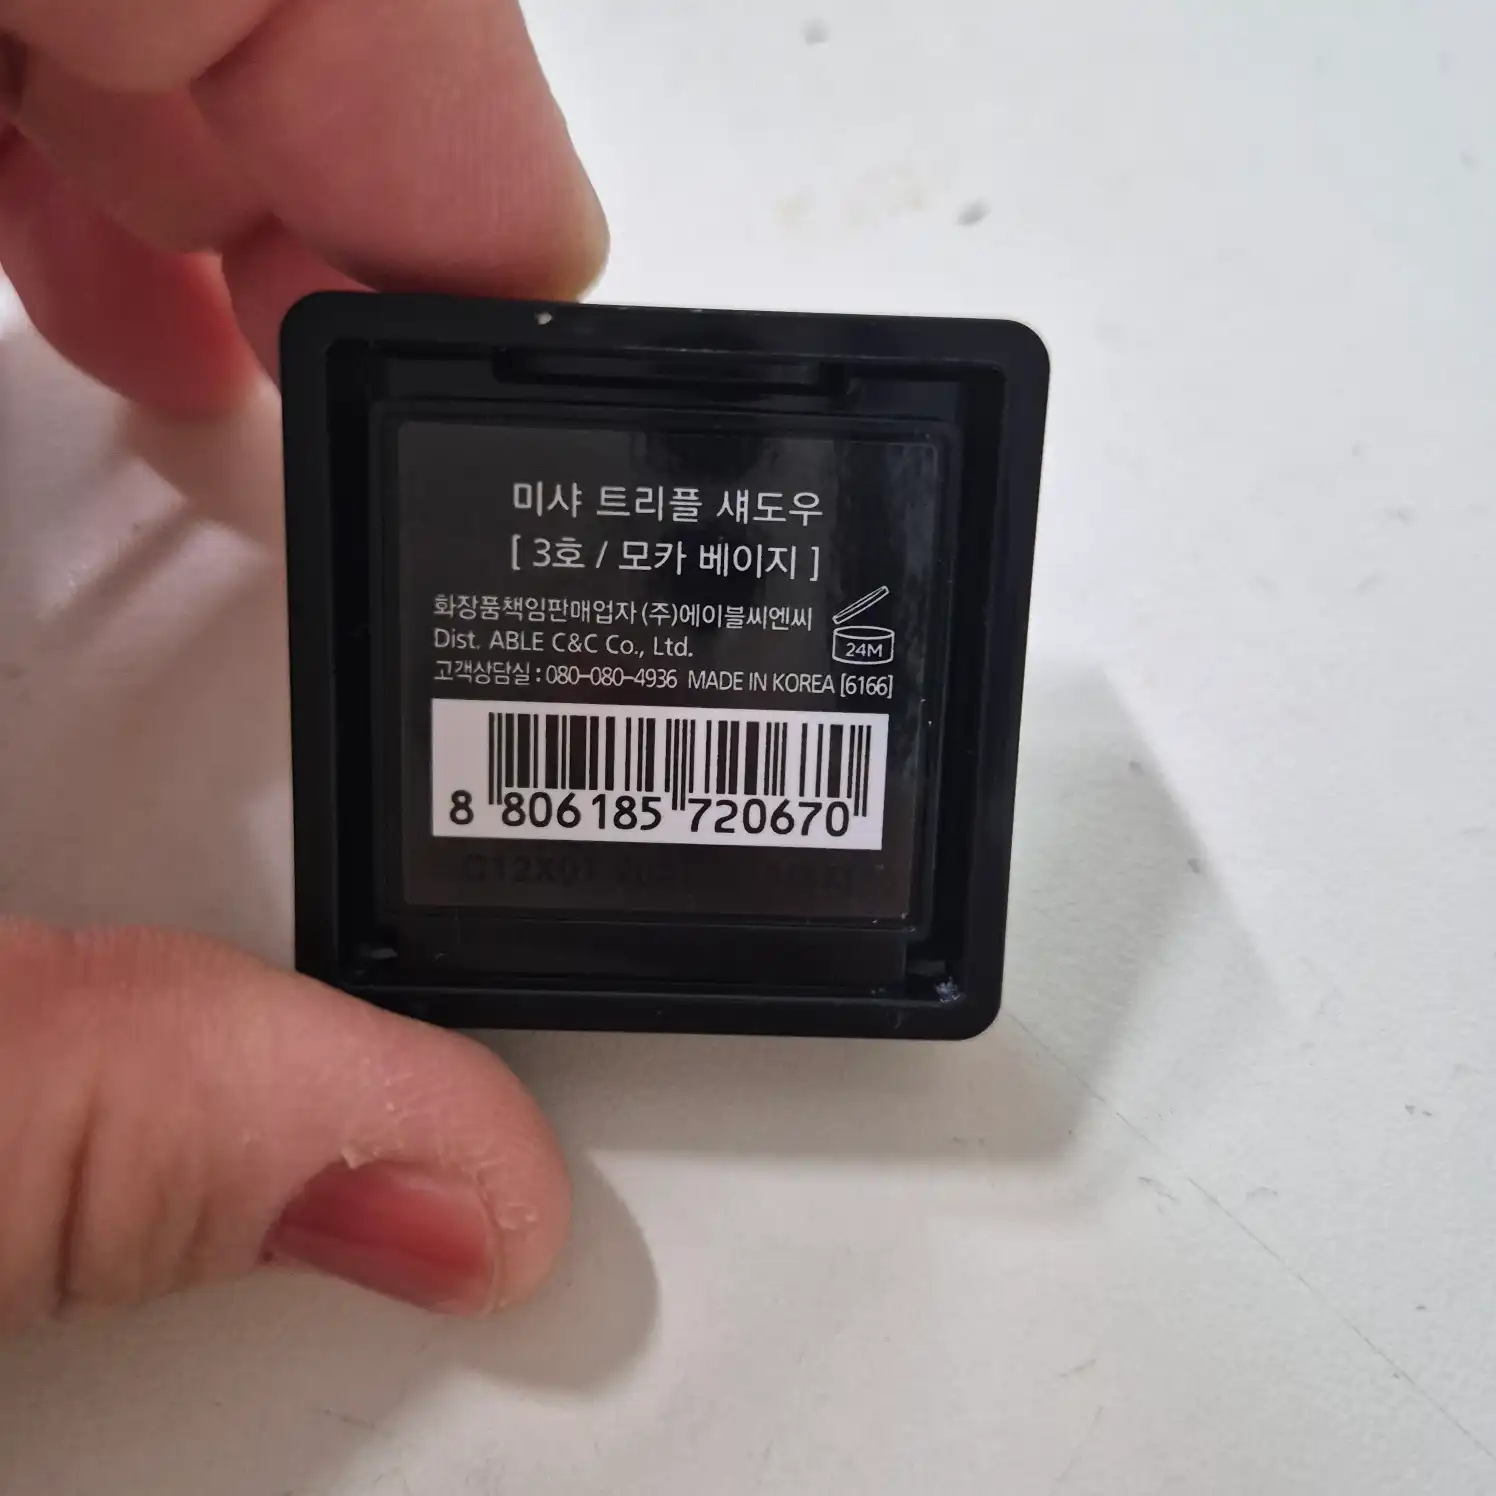 미샤 트리플 섀도우
[ 3호 / 모카 베이지 ]
화장품책임판매업자 (주)에이블씨엔씨
24M
Dist. ABLE C&C Co., Ltd.
고객상담실 : 080-080-4936 MADE IN KOREA [6166]
8 806185 720670
C12X01